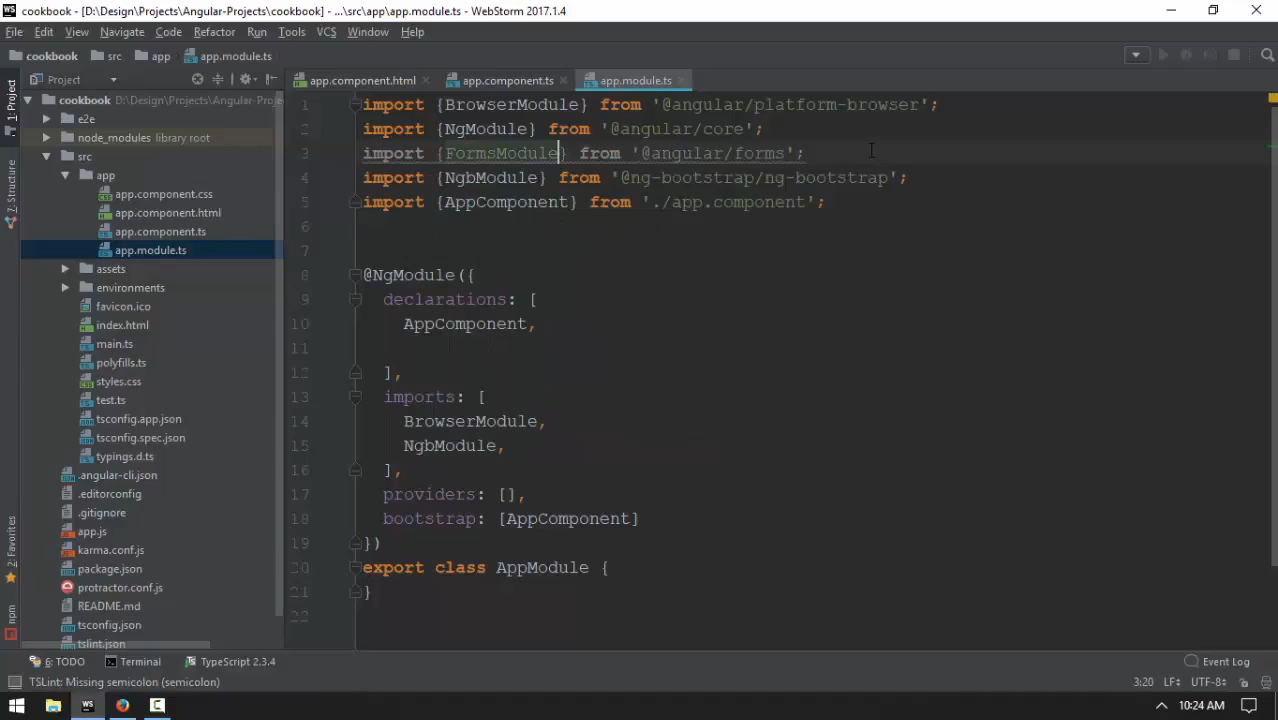 WS cookbook - [D:\Design\Projects\Angular-Projects\cookbook] - ...\src\app\app.module.ts - WebStorm 2017.1.4
File Edit View Navigate Code Refactor Run Tools VCS Window Help
cookbook src app app.module.ts
Project app.component.html app.component.ts app.module.ts
1: Project
7: Structure
2: Favorites
npm
cookbook D:\Design\Projects\Angular-Proje
e2e
node_modules library root
src
app
app.component.css
app.component.html
app.component.ts
app.module.ts
assets
environments
favicon.ico
index.html
main.ts
polyfills.ts
styles.css
test.ts
tsconfig.app.json
tsconfig.spec.json
typings.d.ts
.angular-cli.json
.editorconfig
.gitignore
app.js
karma.conf.js
package.json
protractor.conf.js
README.md
tsconfig.json
tslint.json
1 import {BrowserModule} from '@angular/platform-browser';
2 import {NgModule} from '@angular/core';
3 import {FormsModule} from '@angular/forms';
4 import {NgbModule} from '@ng-bootstrap/ng-bootstrap';
5 import {AppComponent} from './app.component';
6
7
8 @NgModule({
9 declarations: [
10 AppComponent,
11
12 ],
13 imports: [
14 BrowserModule,
15 NgbModule,
16 ],
17 providers: [],
18 bootstrap: [AppComponent]
19 })
20 export class AppModule {
21 }
22
6: TODO Terminal TypeScript 2.3.4 Event Log
TSLint: Missing semicolon (semicolon) 3:20 LF UTF-8
WS 10:24 AM